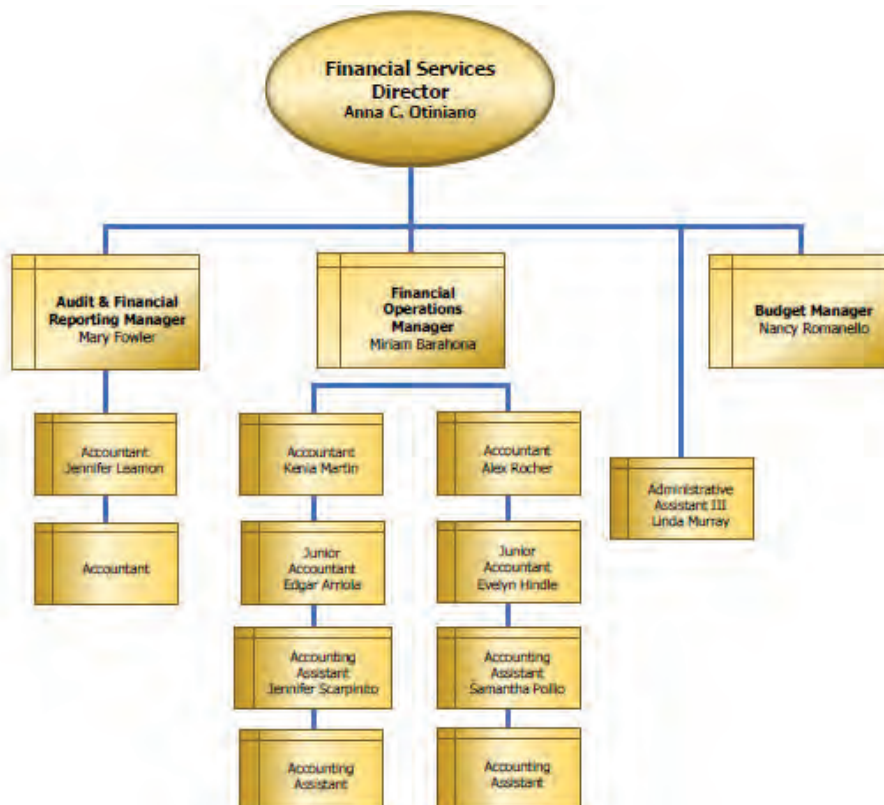 Financial Services
Director
Anna C. Otiniano
Audit & Financial
Reporting Manager
Mary Fowler
Financial
Operations
Manager
Miriam Barahona
Budget Manager
Nancy Romanello
Accountant
Jennifer Leamon
Accountant
Kenia Martin
Accountant
Alex Rocher
Administrative
Assistant III
Linda Murray
Accountant
Junior
Accountant
Edgar Arriola
Junior
Accountant
Evelyn Hindle
Accounting
Assistant
Jennifer Scarpinito
Accounting
Assistant
Samantha Pollio
Accounting
Assistant
Accounting
Assistant